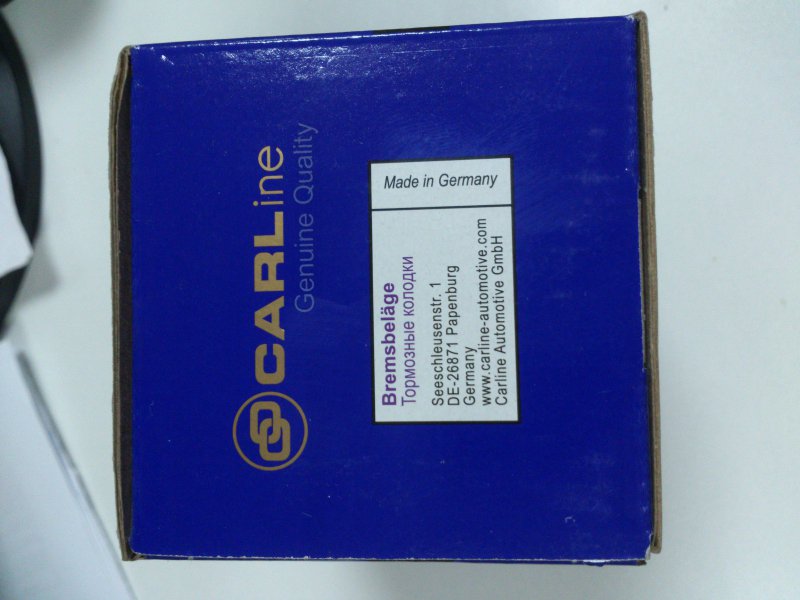 CARLine
Genuine Quality
Bremsbeläge
Тормозные колодки
Made in Germany
Seeschleusenstr. 1
DE-26871 Papenburg
Germany
www.carline-automotive.com
Carline Automotive GmbH